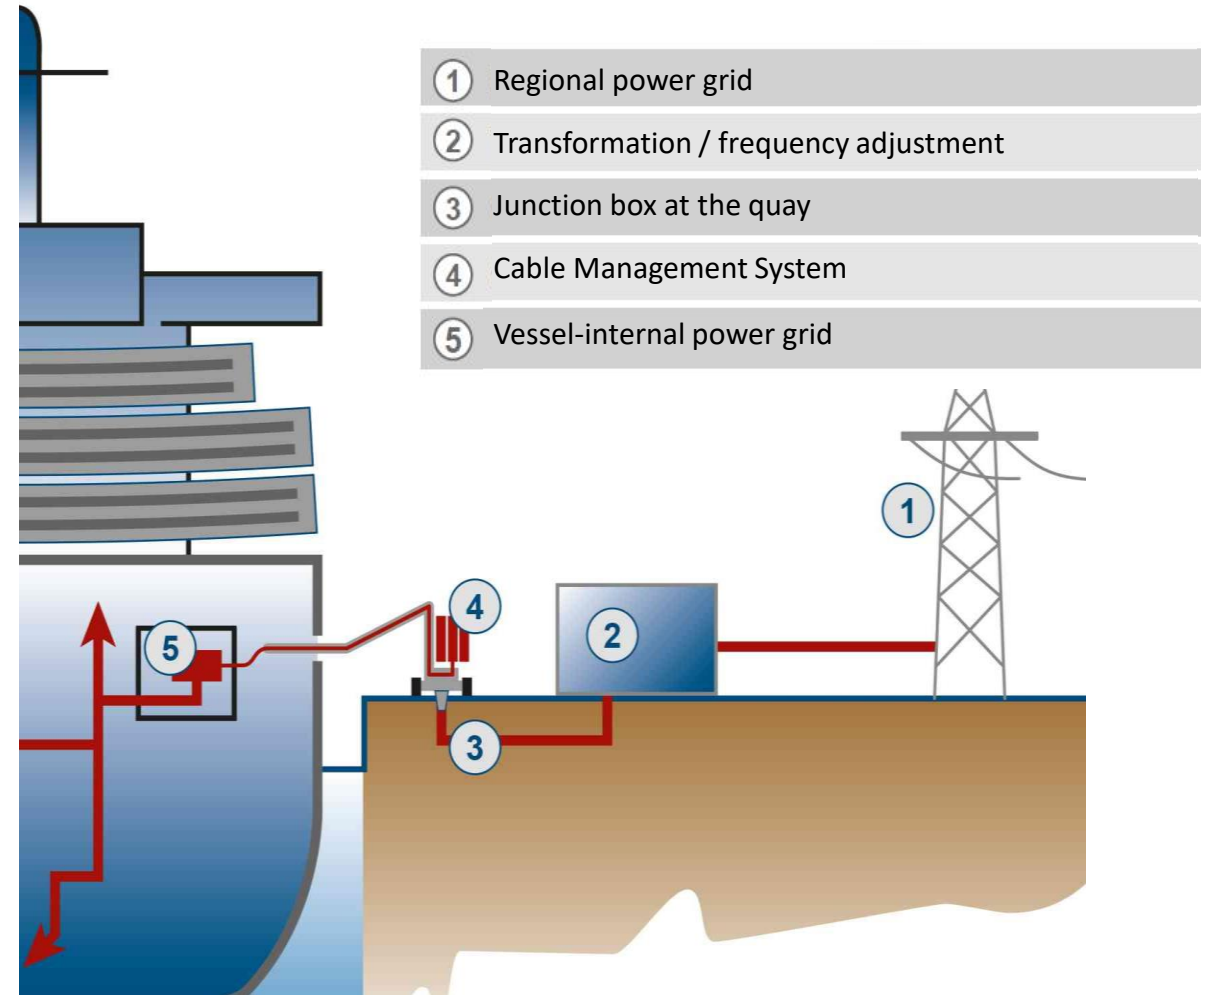 1 Regional power grid
2 Transformation / frequency adjustment
3 Junction box at the quay
4 Cable Management System
5 Vessel-internal power grid
1
4
2
5
3